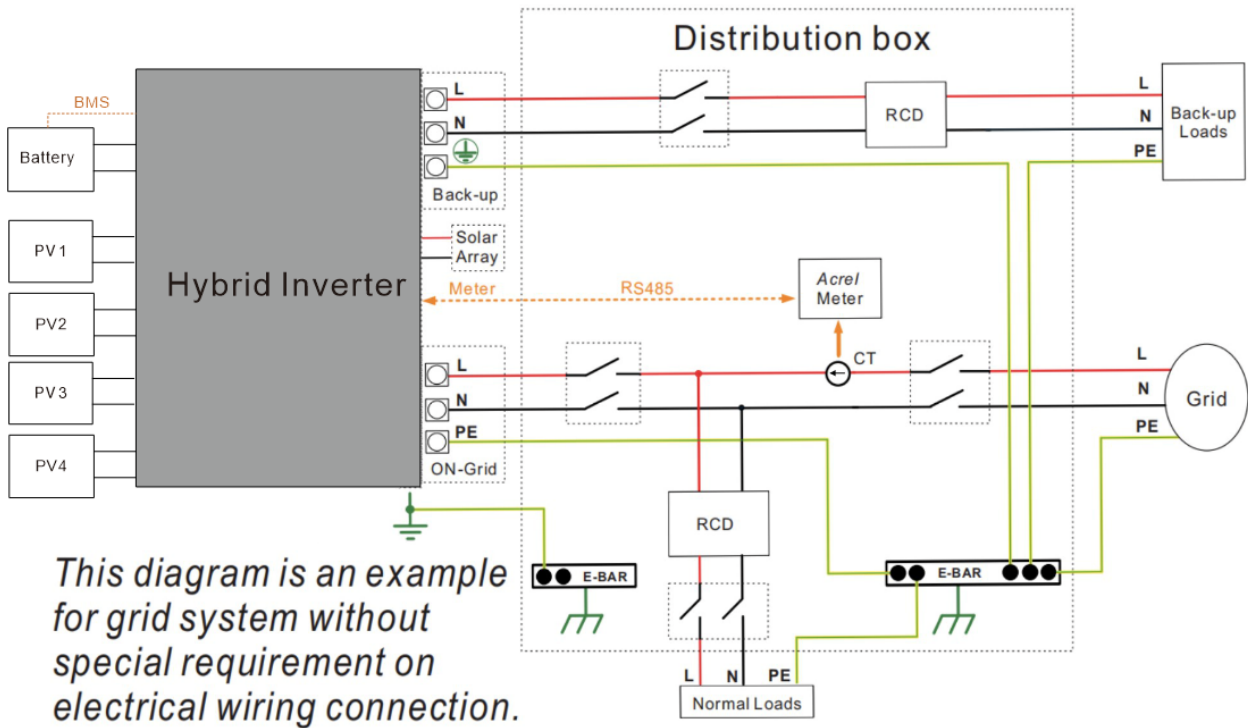 Distribution box
BMS
Battery
PV1
PV2
PV3
PV4
Hybrid Inverter
L
N
Back-up
Solar
Array
Meter
RS485
L
N
PE
ON-Grid
RCD
L
N
PE
Back-up
Loads
Acrel
Meter
CT
L
N
PE
Grid
RCD
E-BAR
E-BAR
L N PE
Normal Loads
This diagram is an example
for grid system without
special requirement on
electrical wiring connection.